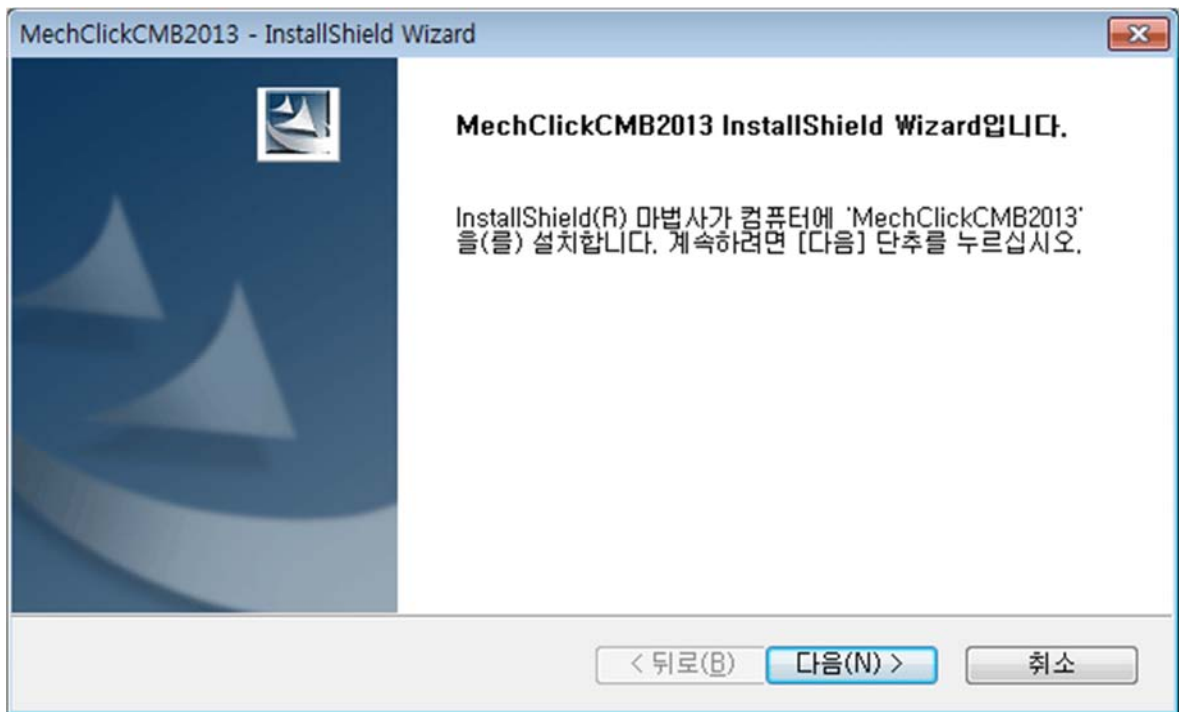 MechClickCMB2013 - InstallShield Wizard
MechClickCMB2013 InstallShield Wizard입니다.
InstallShield(R) 마법사가 컴퓨터에 'MechClickCMB2013'
을(를) 설치합니다. 계속하려면 [다음] 단추를 누르십시오.
< 뒤로(B) 다음(N) > 취소